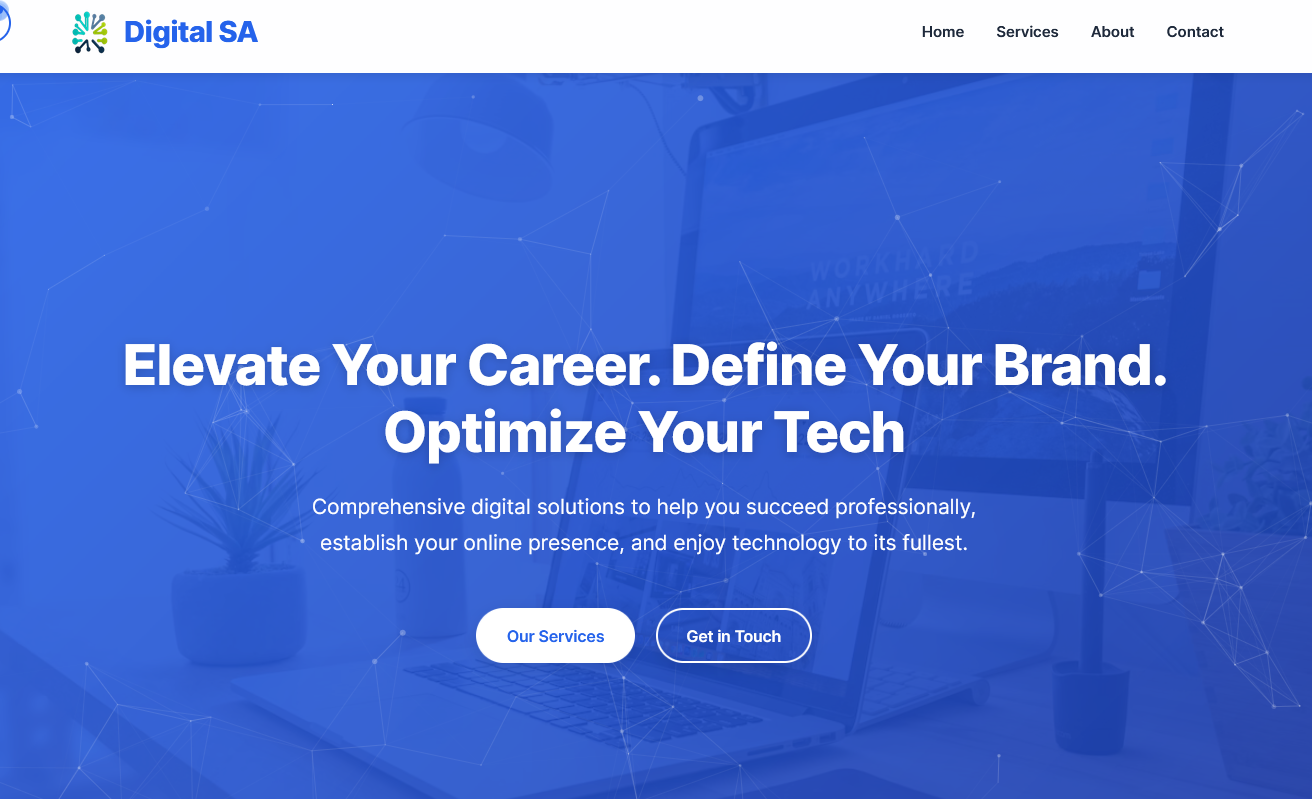 Digital SA
Home
Services
About
Contact
WORKHARD
ANYWHERE
Elevate Your Career. Define Your Brand.
Optimize Your Tech
Comprehensive digital solutions to help you succeed professionally,
establish your online presence, and enjoy technology to its fullest.
Our Services
Get in Touch